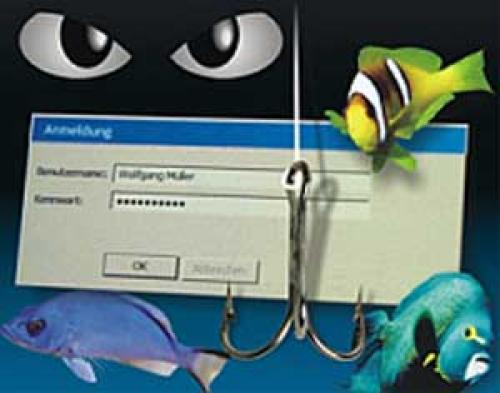 Anmeldung
Benutzername: Wolfgang Müller
Kennwort: ••••••••••
OK Abbrechen